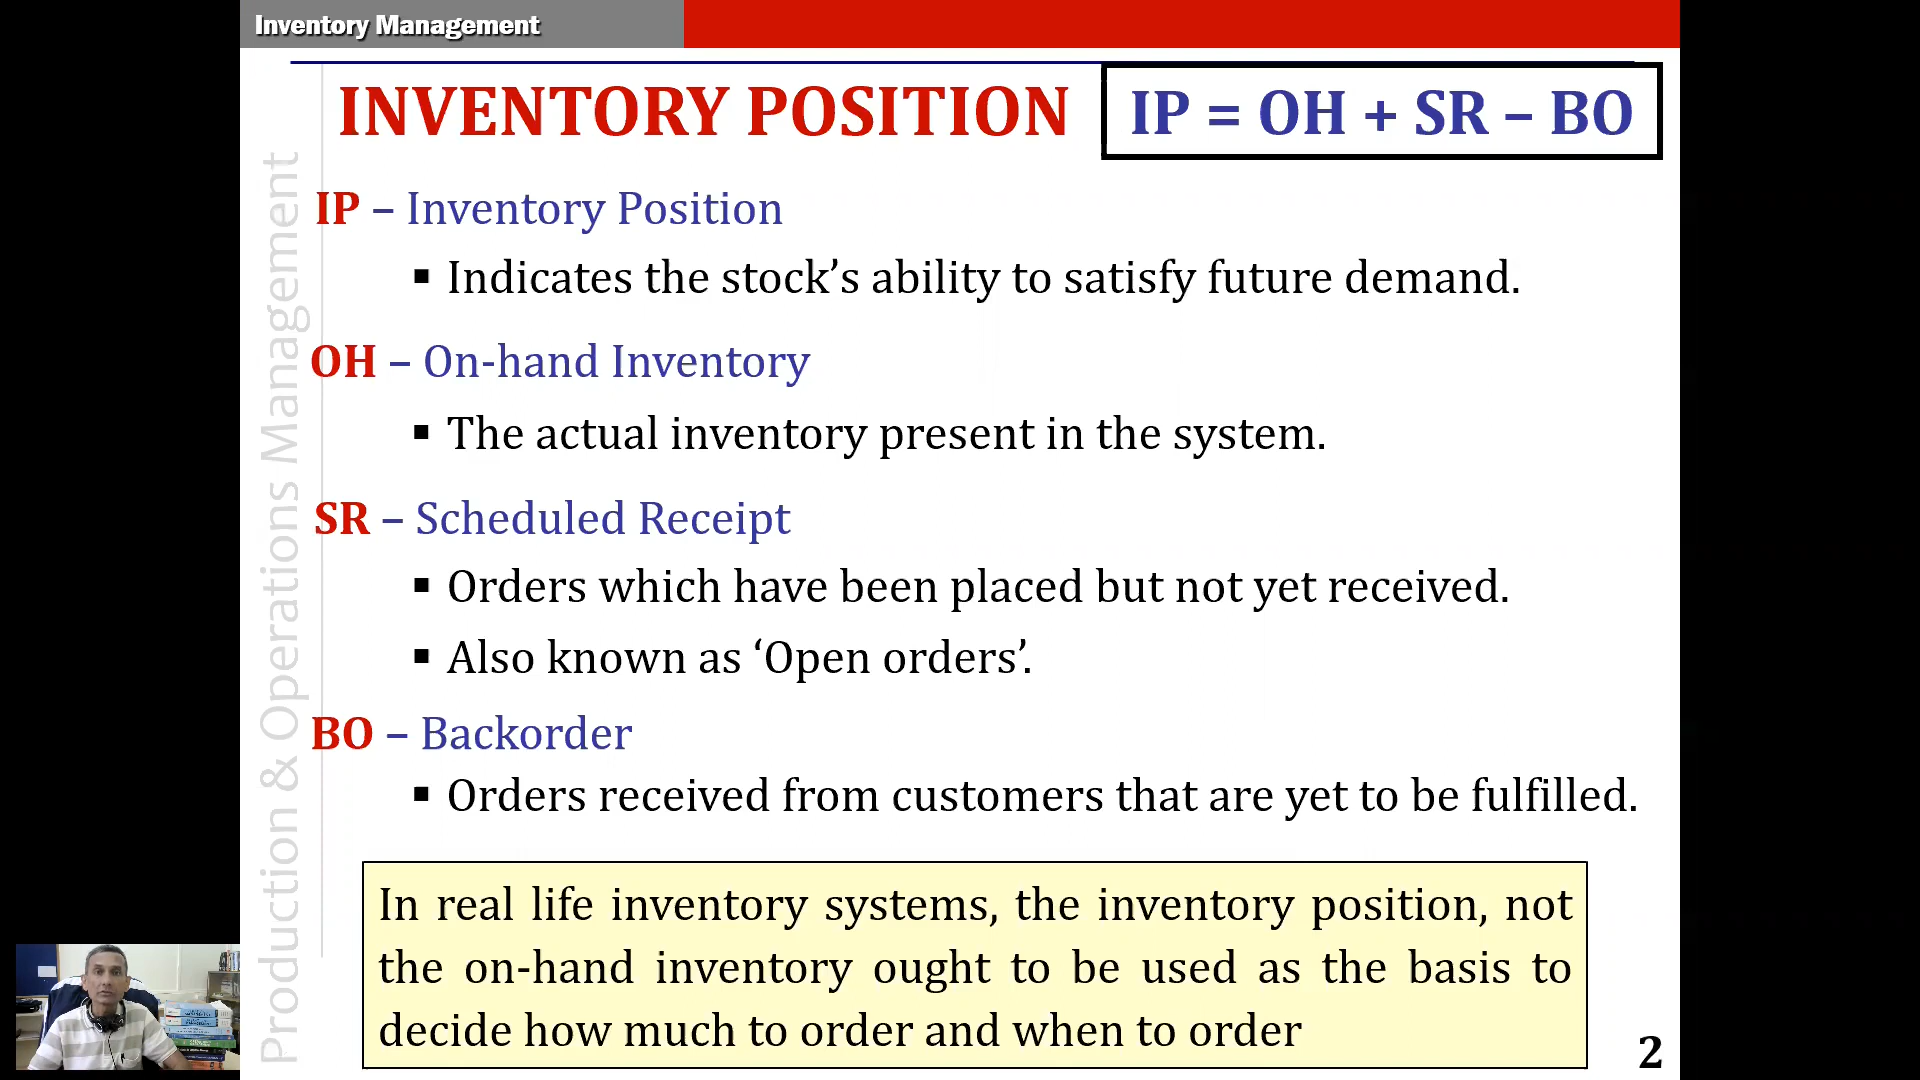 Inventory Management
INVENTORY POSITION
IP = OH + SR – BO
Production & Operations Management
IP – Inventory Position
▪ Indicates the stock’s ability to satisfy future demand.
OH – On-hand Inventory
▪ The actual inventory present in the system.
SR – Scheduled Receipt
▪ Orders which have been placed but not yet received.
▪ Also known as ‘Open orders’.
BO – Backorder
▪ Orders received from customers that are yet to be fulfilled.
In real life inventory systems, the inventory position, not
the on-hand inventory ought to be used as the basis to
decide how much to order and when to order
2